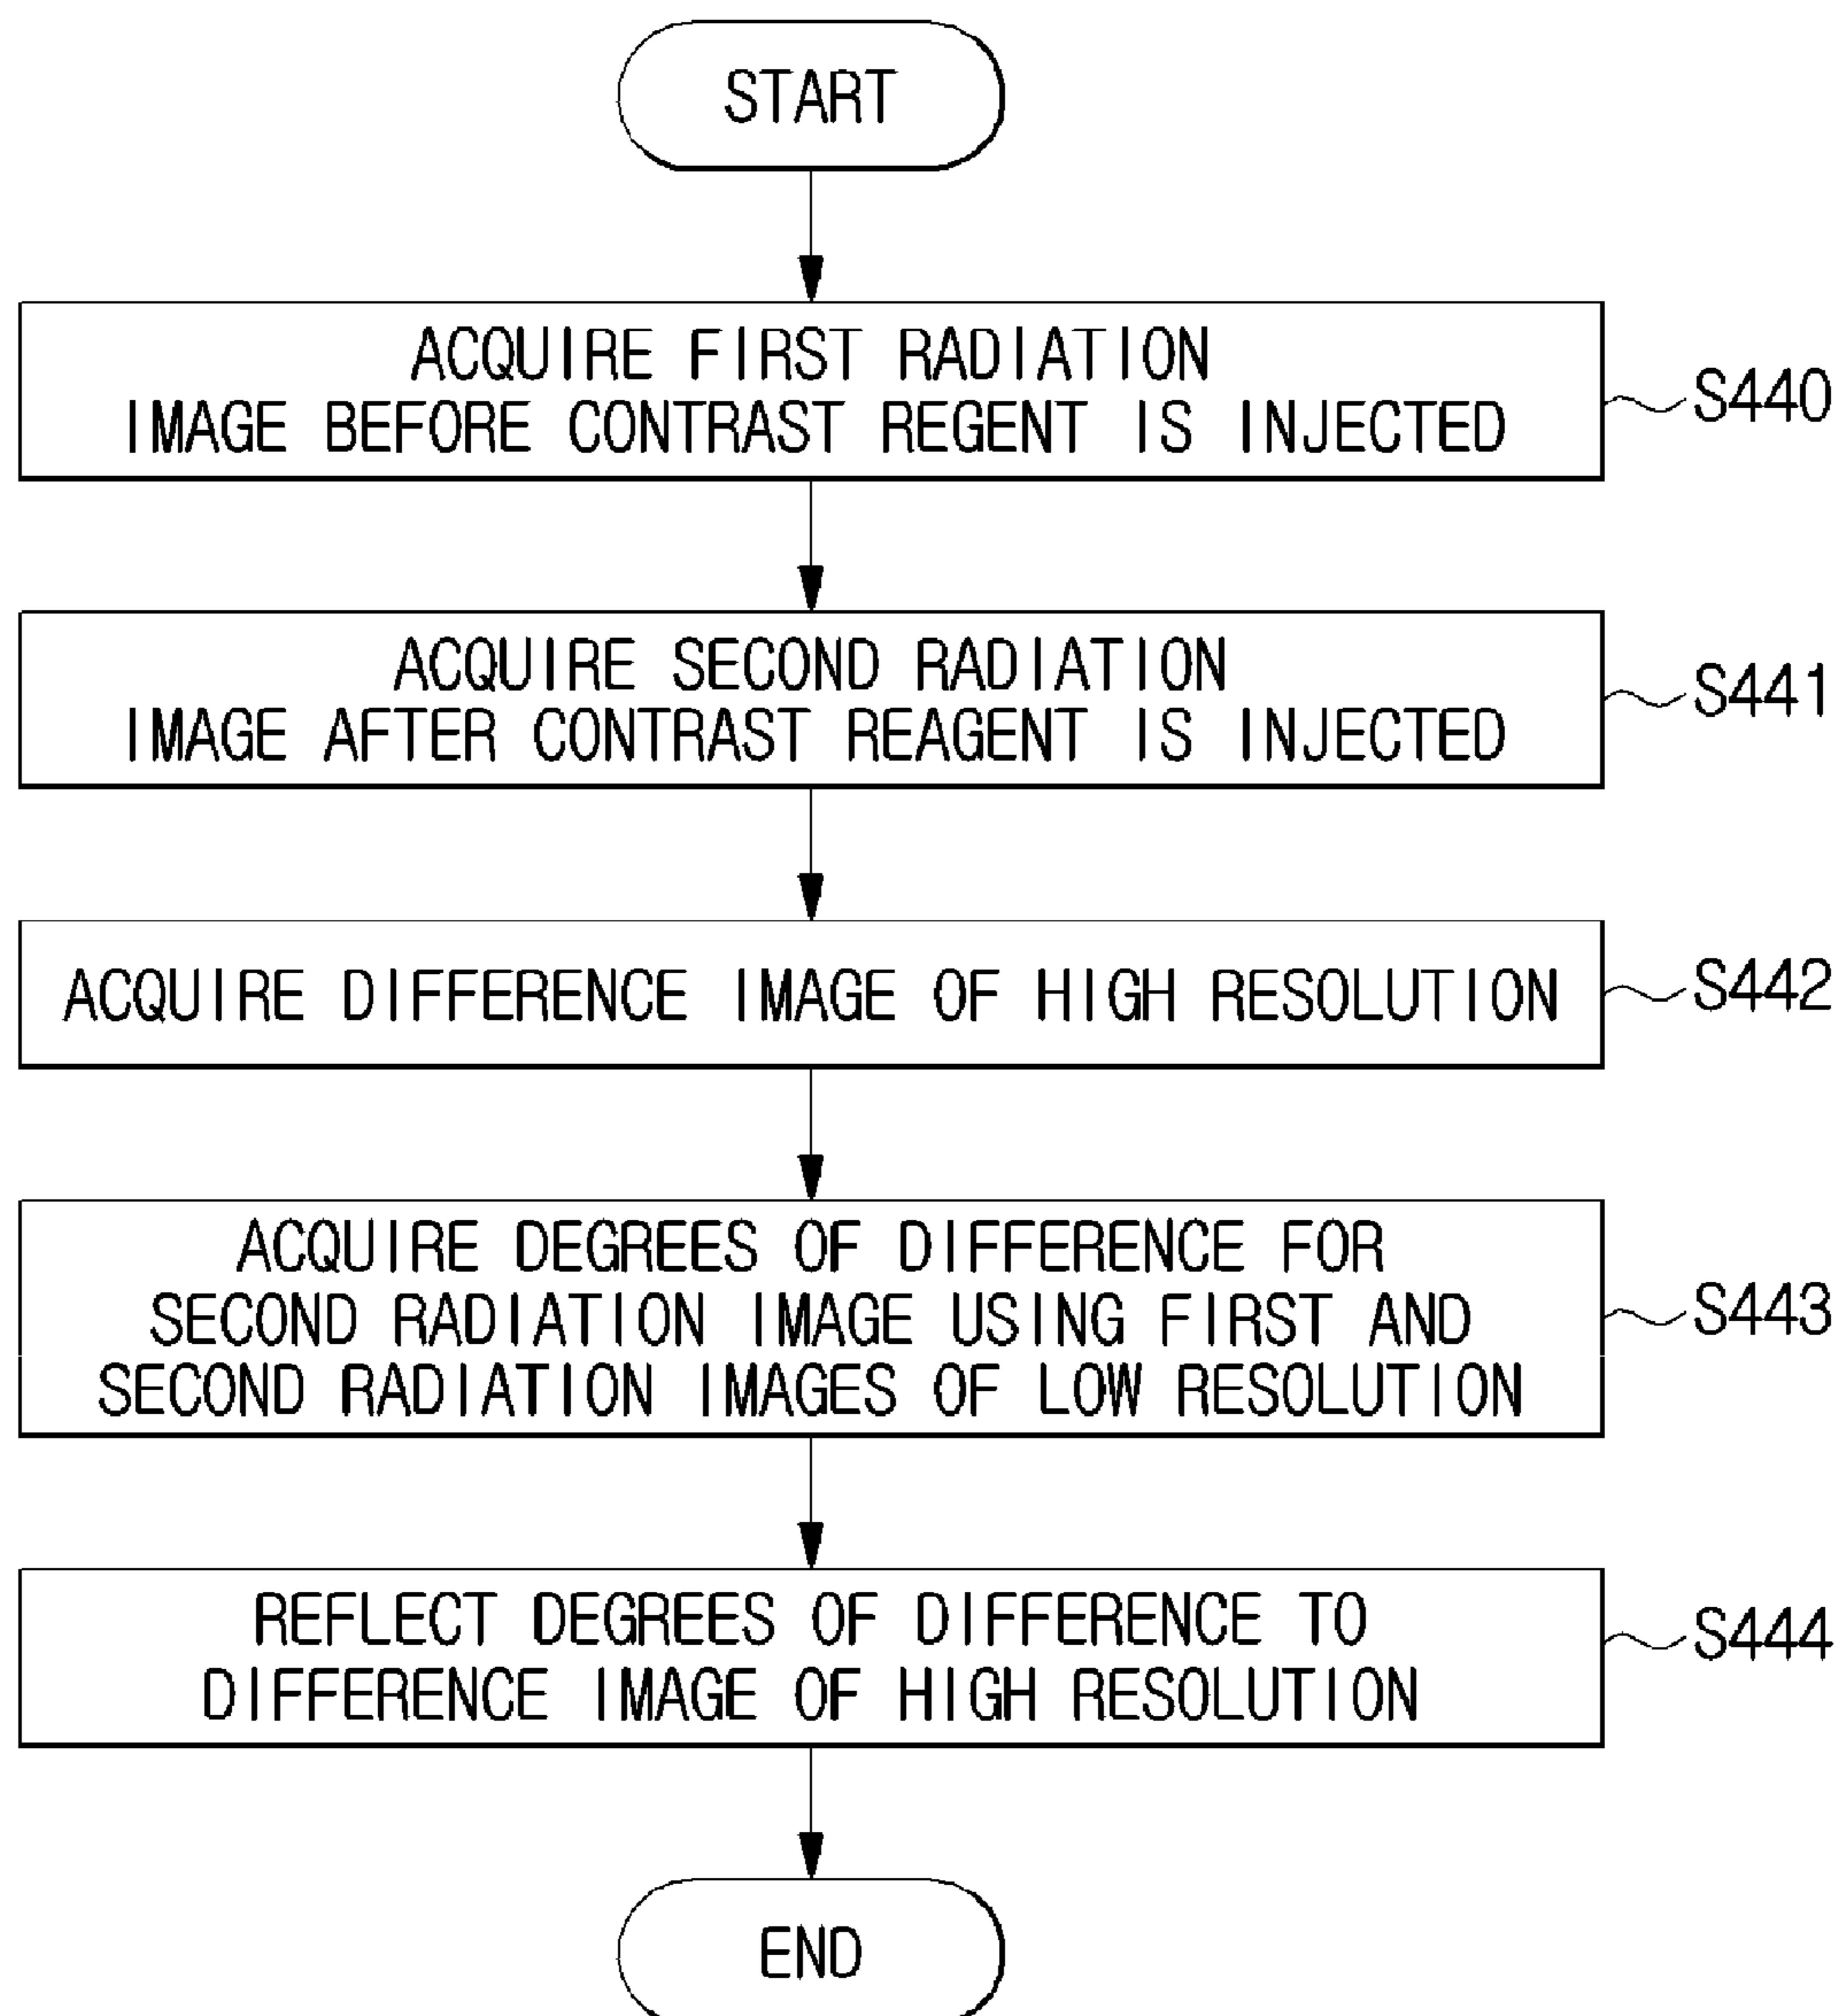 START
ACQUIRE FIRST RADIATION
IMAGE BEFORE CONTRAST REGENT IS INJECTED
S440
ACQUIRE SECOND RADIATION
IMAGE AFTER CONTRAST REAGENT IS INJECTED
S441
ACQUIRE DIFFERENCE IMAGE OF HIGH RESOLUTION
S442
ACQUIRE DEGREES OF DIFFERENCE FOR
SECOND RADIATION IMAGE USING FIRST AND
SECOND RADIATION IMAGES OF LOW RESOLUTION
S443
REFLECT DEGREES OF DIFFERENCE TO
DIFFERENCE IMAGE OF HIGH RESOLUTION
S444
END